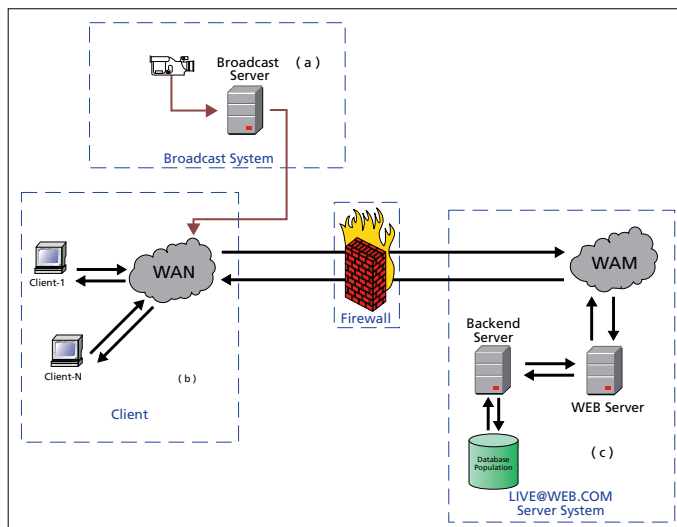 Broadcast
Server
(a)
Broadcast System
WAN
Client-1
Client-N
(b)
Client
Firewall
WAM
Backend
Server
WEB Server
Database
Population
(c)
LIVE@WEB.COM
Server System